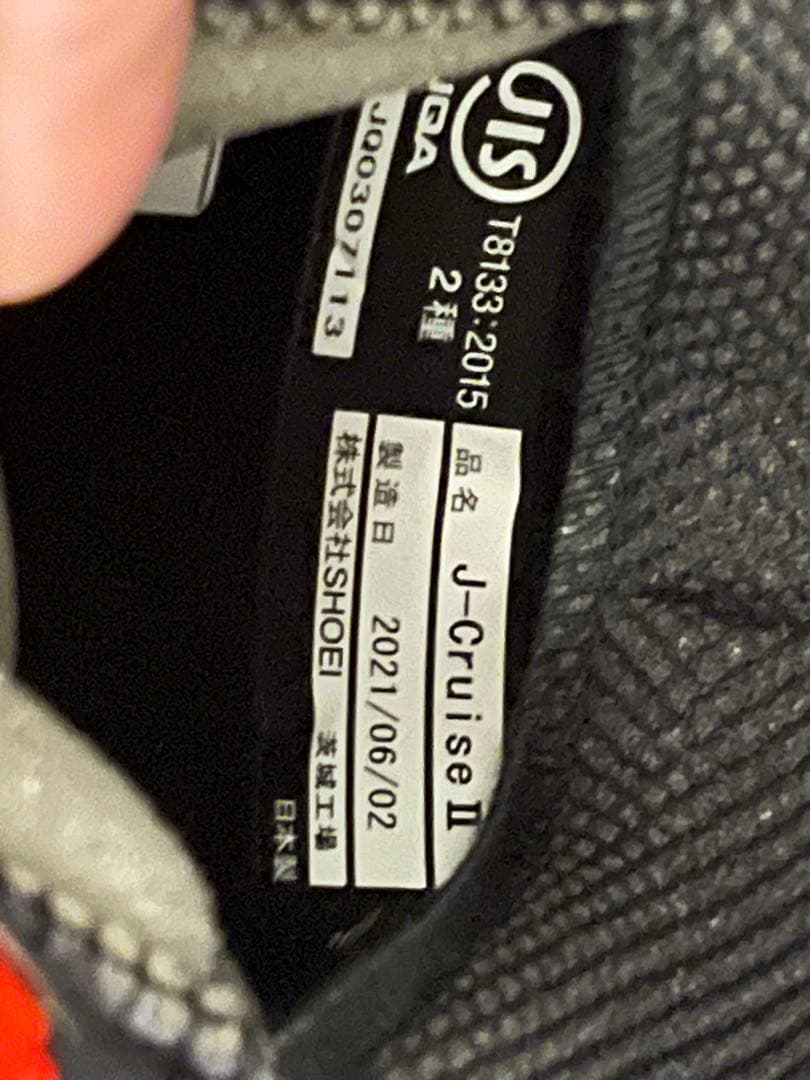 JIS T8133:2015
JQA 2種
JQ0307113
品名 J-Cruise Ⅱ
製造日 2021/06/02
株式会社SHOEI 茨城工場
日本製